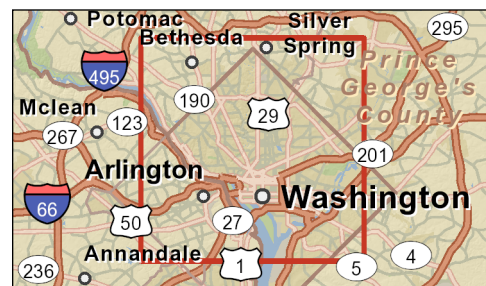 Potomac
Silver
295
Bethesda
Spring
Prince
495
George's
190
County
Mclean
123
29
267
201
Arlington
66
Washington
50
27
Annandale
236
1
5
4